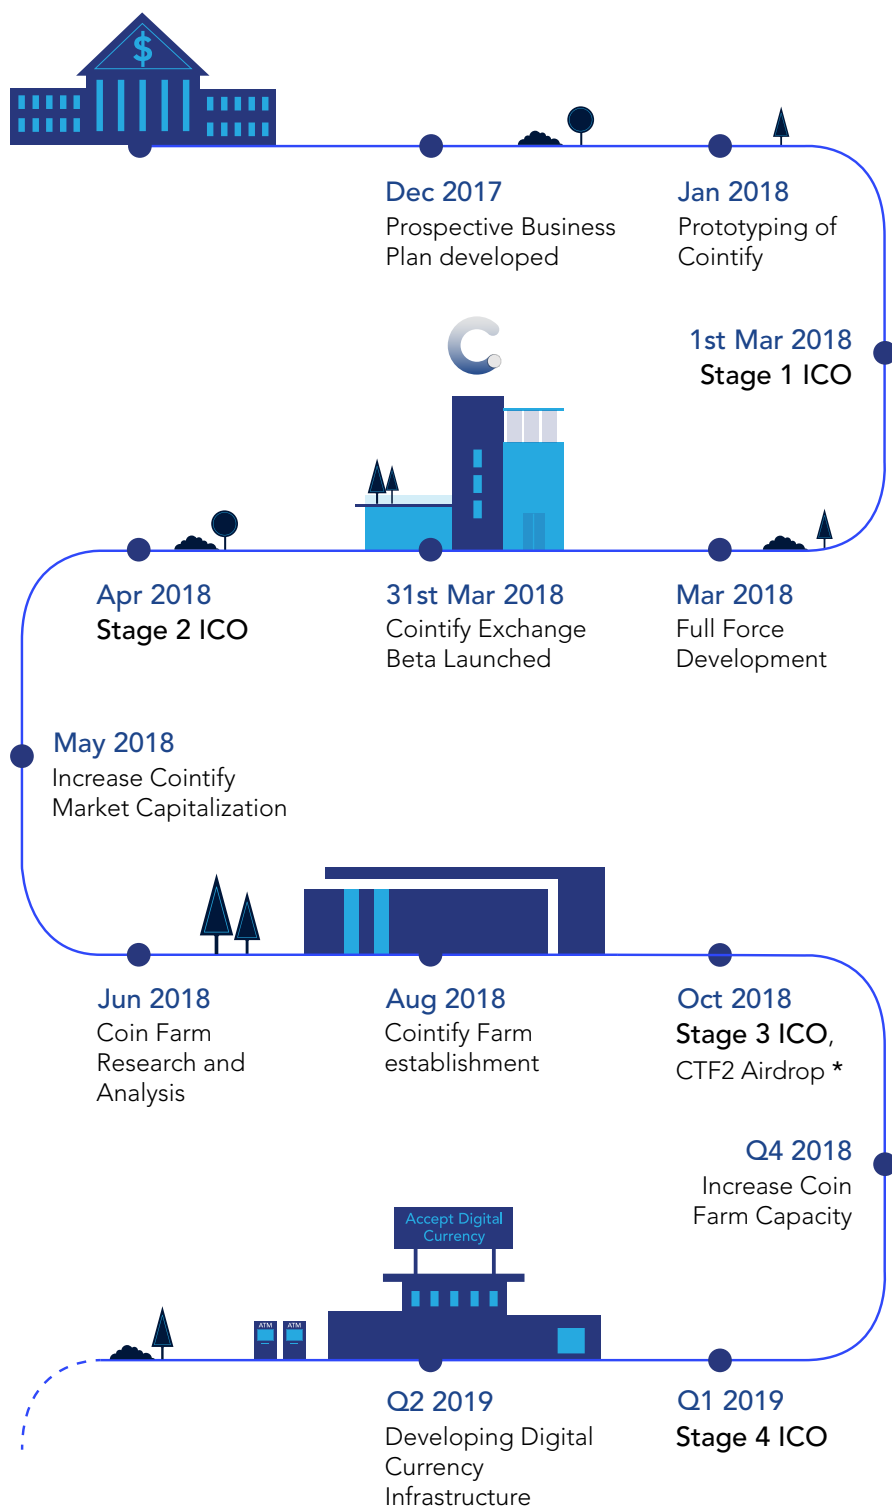 $
Dec 2017
Prospective Business
Plan developed
Jan 2018
Prototyping of
Cointify
1st Mar 2018
Stage 1 ICO
Mar 2018
Full Force
Development
31st Mar 2018
Cointify Exchange
Beta Launched
Apr 2018
Stage 2 ICO
May 2018
Increase Cointify
Market Capitalization
Jun 2018
Coin Farm
Research and
Analysis
Aug 2018
Cointify Farm
establishment
Oct 2018
Stage 3 ICO,
CTF2 Airdrop *
Q4 2018
Increase Coin
Farm Capacity
Q1 2019
Stage 4 ICO
Accept Digital
Currency
ATM
ATM
Q2 2019
Developing Digital
Currency
Infrastructure